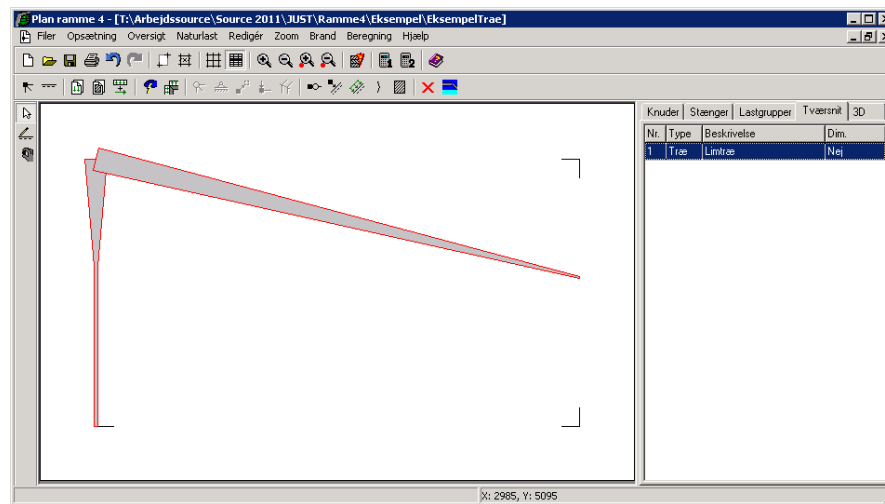 Plan ramme 4 - [T:\Arbejdssource\Source 2011\JUST\Ramme4\Eksempel\EksempelTrae]
Filer Opsætning Oversigt Naturlast Redigér Zoom Brand Beregning Hjælp
Knuder Stænger Lastgrupper Tværsnit 3D
Nr. Type Beskrivelse Dim.
1 Træ Limtræ Nej
X: 2985, Y: 5095